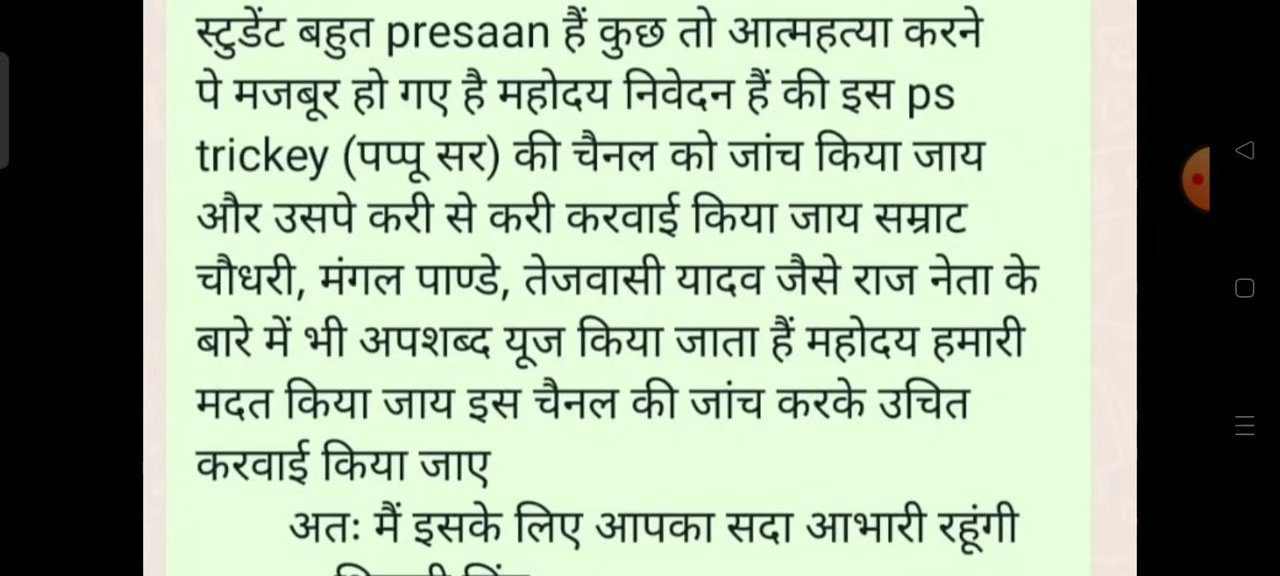 स्टुडेंट बहुत presaan हैं कुछ तो आत्महत्या करने
पे मजबूर हो गए है महोदय निवेदन हैं की इस ps
trickey (पप्पू सर) की चैनल को जांच किया जाय
और उसपे करी से करी करवाई किया जाय सम्राट
चौधरी, मंगल पाण्डे, तेजवासी यादव जैसे राज नेता के
बारे में भी अपशब्द यूज किया जाता हैं महोदय हमारी
मदत किया जाय इस चैनल की जांच करके उचित
करवाई किया जाए
अतः मैं इसके लिए आपका सदा आभारी रहूंगी